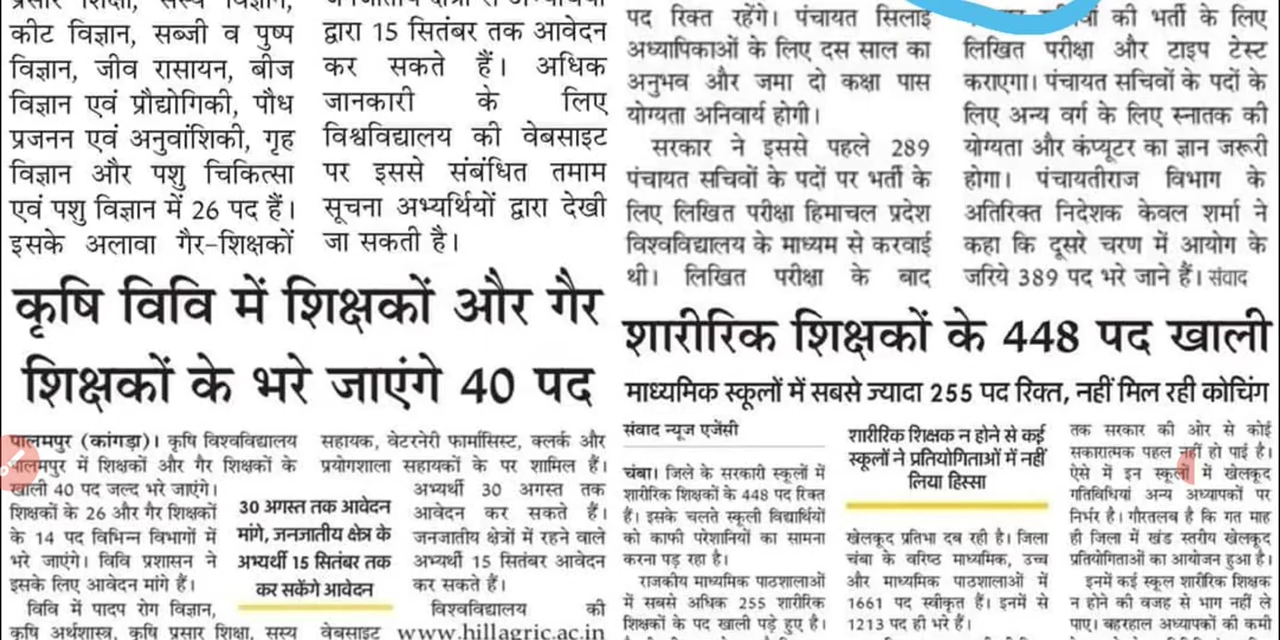 प्रसार शिक्षा, सस्य विज्ञान,
कीट विज्ञान, सब्जी व पुष्प
विज्ञान, जीव रासायन, बीज
विज्ञान एवं प्रौद्योगिकी, पौध
प्रजनन एवं अनुवांशिकी, गृह
विज्ञान और पशु चिकित्सा
एवं पशु विज्ञान में 26 पद हैं।
इसके अलावा गैर-शिक्षकों
जनजातीय क्षेत्रों से अभ्यर्थियों
द्वारा 15 सितंबर तक आवेदन
कर सकते हैं। अधिक
जानकारी के लिए
विश्वविद्यालय की वेबसाइट
पर इससे संबंधित तमाम
सूचना अभ्यर्थियों द्वारा देखी
जा सकती है।
कृषि विवि में शिक्षकों और गैर
शिक्षकों के भरे जाएंगे 40 पद
पालमपुर (कांगड़ा)। कृषि विश्वविद्यालय
पालमपुर में शिक्षकों और गैर शिक्षकों के
खाली 40 पद जल्द भरे जाएंगे।
शिक्षकों के 26 और गैर शिक्षकों
के 14 पद विभिन्न विभागों में
भरे जाएंगे। विवि प्रशासन ने
इसके लिए आवेदन मांगे हैं।
विवि में पादप रोग विज्ञान,
कृषि अर्थशास्त्र, कृषि प्रसार शिक्षा, सस्य
30 अगस्त तक आवेदन
मांगे, जनजातीय क्षेत्र के
अभ्यर्थी 15 सितंबर तक
कर सकेंगे आवेदन
सहायक, वेटरनेरी फार्मासिस्ट, क्लर्क और
प्रयोगशाला सहायकों के पर शामिल हैं।
अभ्यर्थी 30 अगस्त तक
आवेदन कर सकते हैं।
जनजातीय क्षेत्रों में रहने वाले
अभ्यर्थी 15 सितंबर आवेदन
कर सकते हैं।
विश्वविद्यालय की
वेबसाइट www.hillagric.ac.in
पद रिक्त रहेंगे। पंचायत सिलाई
अध्यापिकाओं के लिए दस साल का
अनुभव और जमा दो कक्षा पास
योग्यता अनिवार्य होगी।
सरकार ने इससे पहले 289
पंचायत सचिवों के पदों पर भर्ती के
लिए लिखित परीक्षा हिमाचल प्रदेश
विश्वविद्यालय के माध्यम से करवाई
थी। लिखित परीक्षा के बाद
की भर्ती के लिए
लिखित परीक्षा और टाइप टेस्ट
कराएगा। पंचायत सचिवों के पदों के
लिए अन्य वर्ग के लिए स्नातक की
योग्यता और कंप्यूटर का ज्ञान जरूरी
होगा। पंचायतीराज विभाग के
अतिरिक्त निदेशक केवल शर्मा ने
कहा कि दूसरे चरण में आयोग के
जरिये 389 पद भरे जाने हैं। संवाद
शारीरिक शिक्षकों के 448 पद खाली
माध्यमिक स्कूलों में सबसे ज्यादा 255 पद रिक्त, नहीं मिल रही कोचिंग
संवाद न्यूज एजेंसी
चंबा। जिले के सरकारी स्कूलों में
शारीरिक शिक्षकों के 448 पद रिक्त
हैं। इसके चलते स्कूली विद्यार्थियों
को काफी परेशानियों का सामना
करना पड़ रहा है।
राजकीय माध्यमिक पाठशालाओं
में सबसे अधिक 255 शारीरिक
शिक्षकों के पद खाली पड़े हुए है।
शारीरिक शिक्षक न होने से कई
स्कूलों ने प्रतियोगिताओं में नहीं
लिया हिस्सा
खेलकूद प्रतिभा दब रही है। जिला
चंबा के वरिष्ठ माध्यमिक, उच्च
और माध्यमिक पाठशालाओं में
1661 पद स्वीकृत हैं। इनमें से
1213 पद ही भरे हैं।
तक सरकार की ओर से कोई
सकारात्मक पहल नहीं हो पाई है।
ऐसे में इन स्कूलों में खेलकूद
गतिविधियां अन्य अध्यापकों पर
निर्भर है। गौरतलब है कि गत माह
ही जिला में खंड स्तरीय खेलकूद
प्रतियोगिताओं का आयोजन हुआ है।
इनमें कई स्कूल शारीरिक शिक्षक
न होने की वजह से भाग नहीं ले
पाए। बहरहाल अध्यापकों की कमी